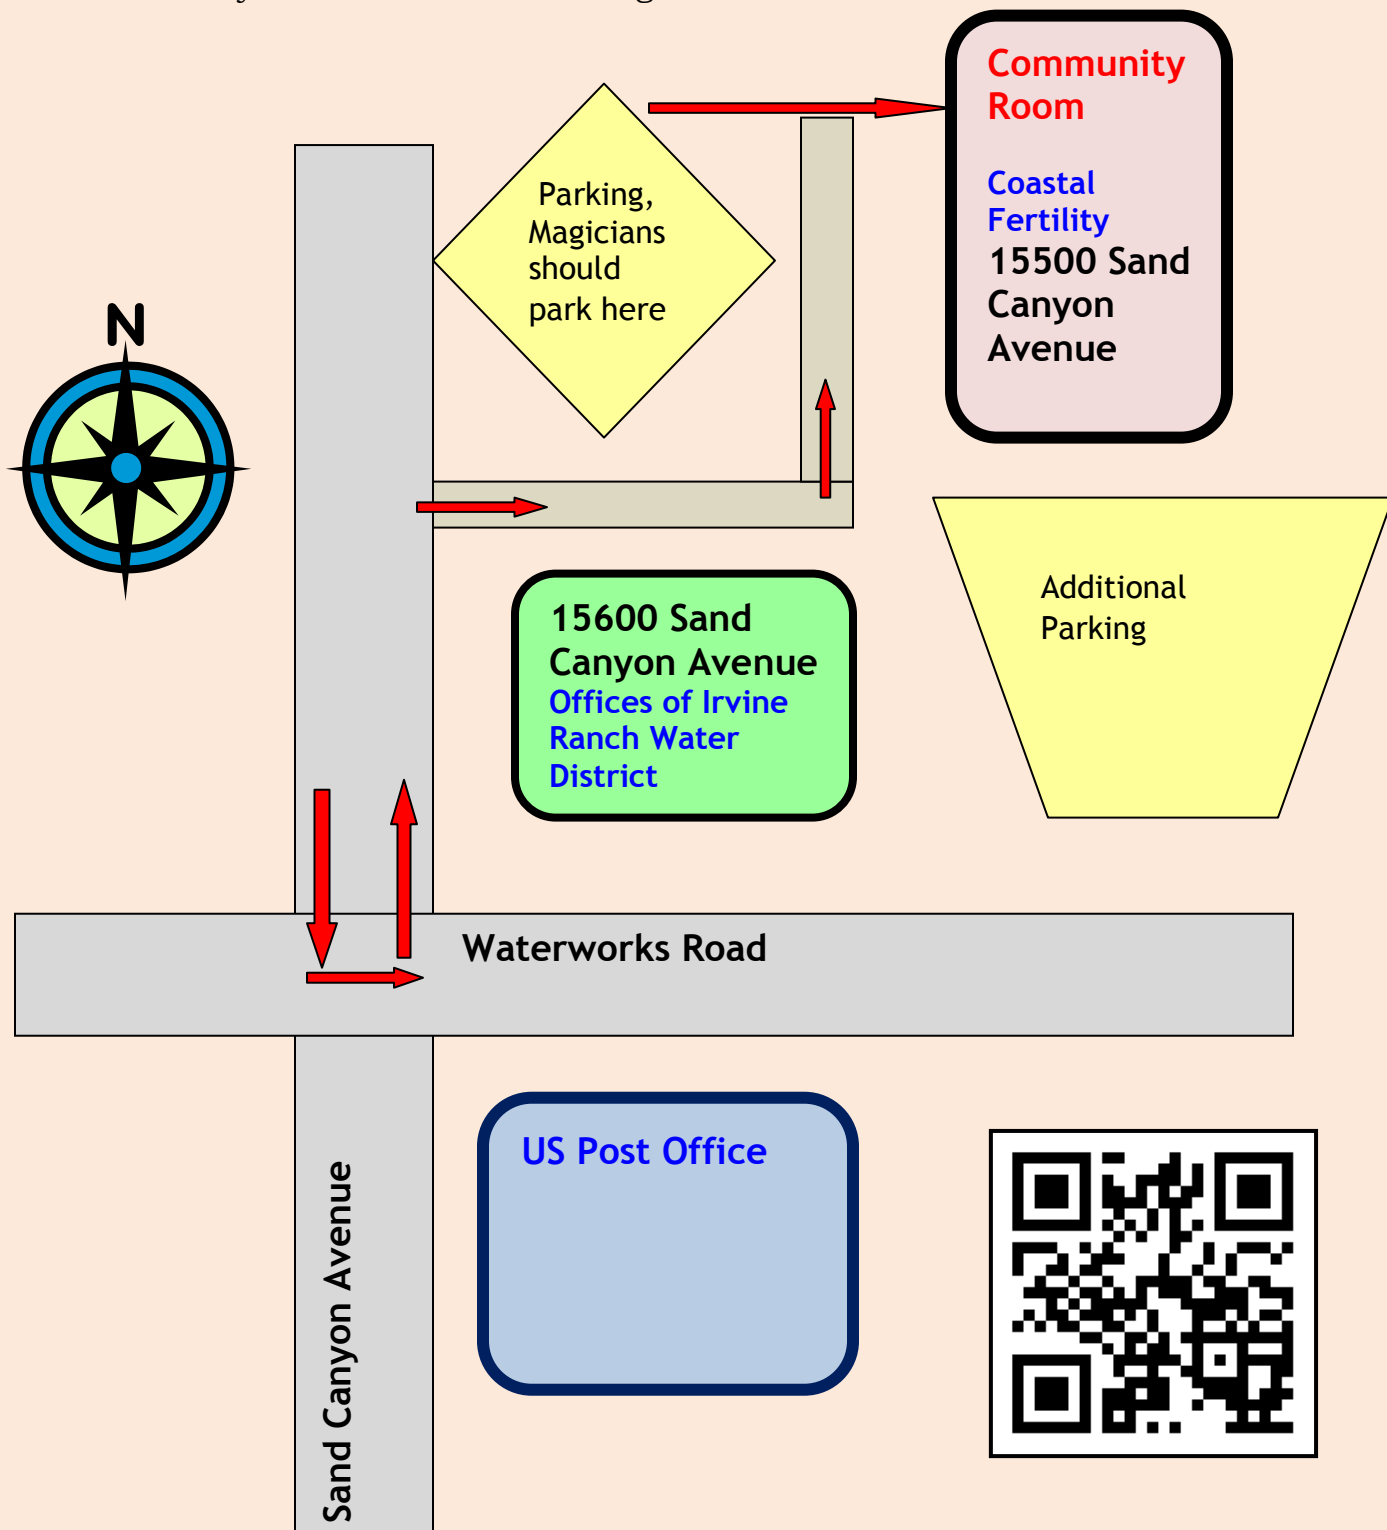 Community
Room
Coastal
Fertility
15500 Sand
Canyon
Avenue
Parking,
Magicians
should
park here
N
Additional
Parking
15600 Sand
Canyon Avenue
Offices of Irvine
Ranch Water
District
Waterworks Road
US Post Office
Sand Canyon Avenue